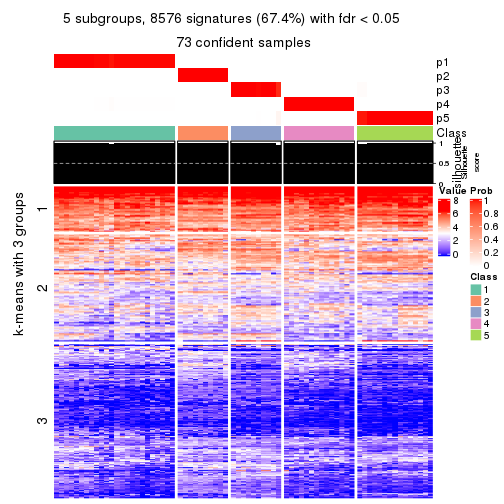 5 subgroups, 8576 signatures (67.4%) with fdr < 0.05
73 confident samples
p1
p2
p3
p4
p5
Class
1
0.5
0
silhouette
Silhouette
score
k-means with 3 groups
1
2
3
Value
8
6
4
2
0
Prob
1
0.8
0.6
0.4
0.2
0
Class
1
2
3
4
5